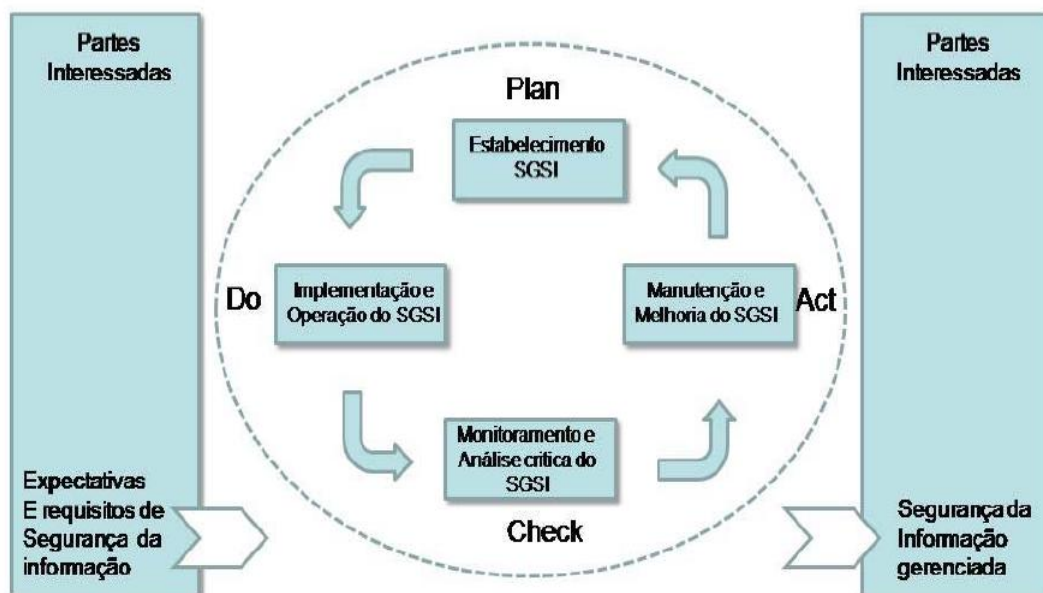 Partes
Interessadas
Expectativas
E requisitos de
Segurança da
informação
Plan
Estabelecimento
SGSI
Do
Implementação e
Operação do SGSI
Manutenção e
Melhoria do SGSI
Act
Monitoramento e
Análise critica do
SGSI
Check
Partes
Interessadas
Segurança da
Informação
gerenciada